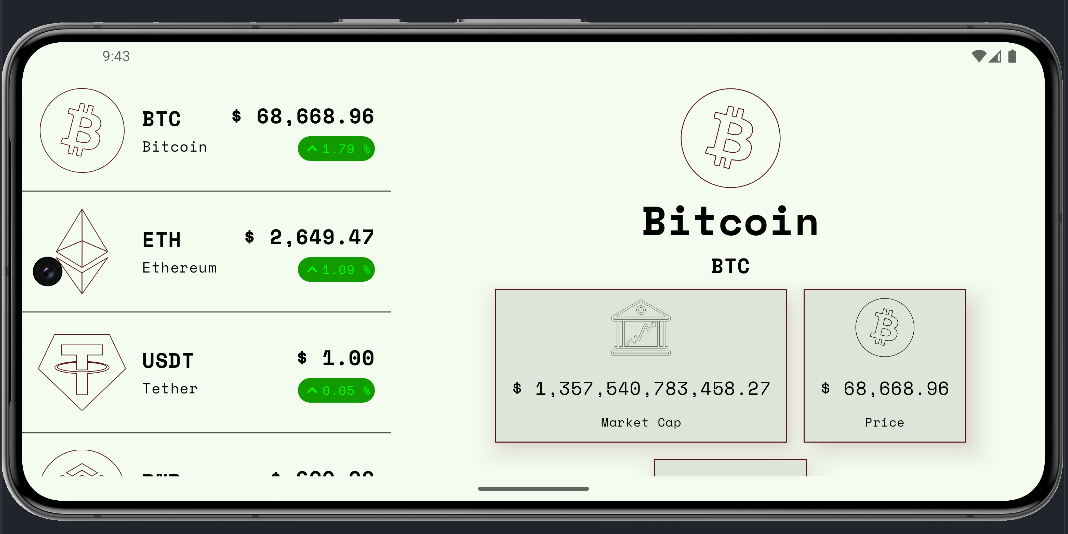 9:43
BTC
$ 68,668.96
Bitcoin
1.79 %
ETH
$ 2,649.47
Ethereum
1.09 %
USDT
$ 1.00
Tether
0.05 %
Bitcoin
BTC
$ 1,357,540,783,458.27
Market Cap
$ 68,668.96
Price